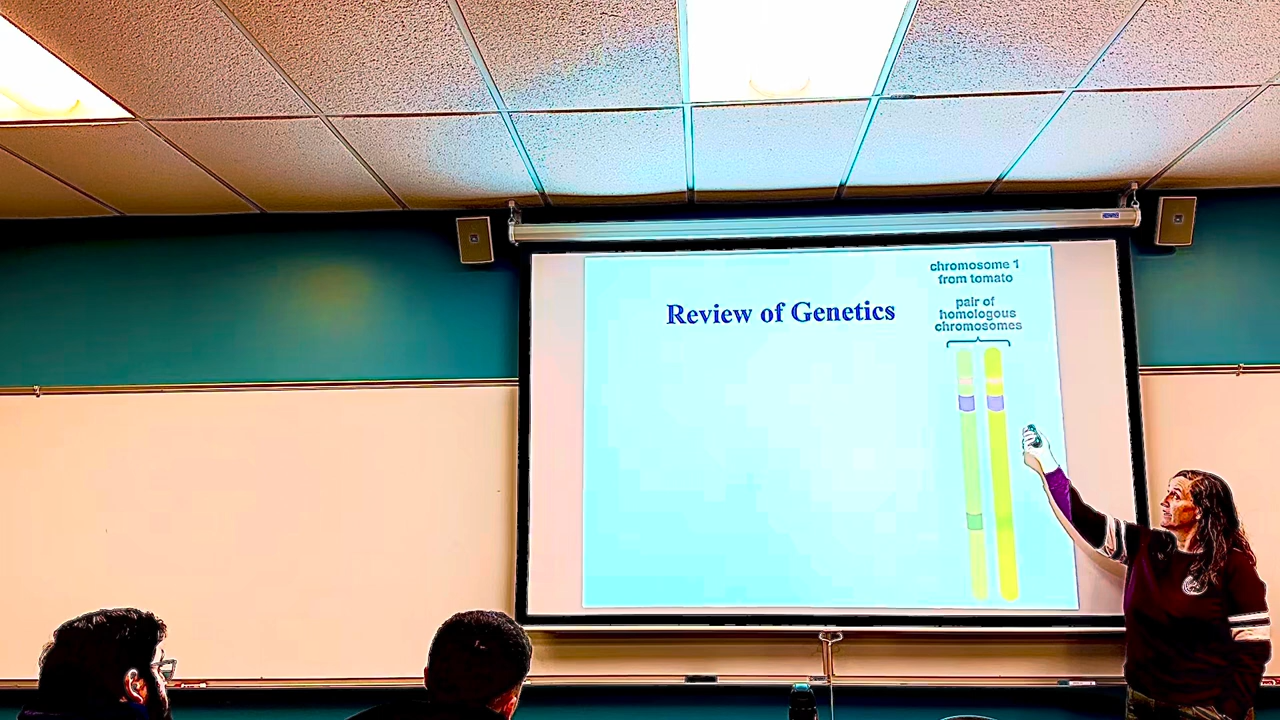 Review of Genetics
chromosome 1
from tomato
pair of
homologous
chromosomes